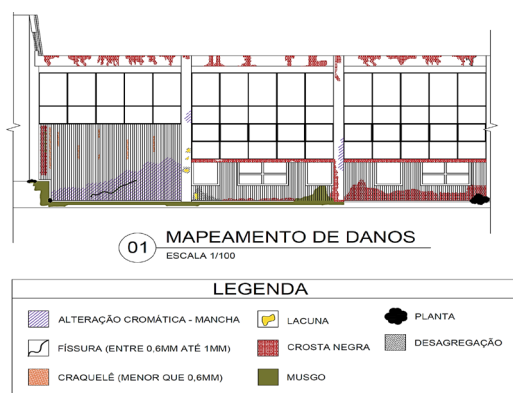 01 MAPEAMENTO DE DANOS
ESCALA 1/100
LEGENDA
ALTERAÇÃO CROMÁTICA - MANCHA
LACUNA
PLANTA
FÍSSURA (ENTRE 0,6MM ATÉ 1MM)
CROSTA NEGRA
DESAGREGAÇÃO
CRAQUELÊ (MENOR QUE 0,6MM)
MUSGO